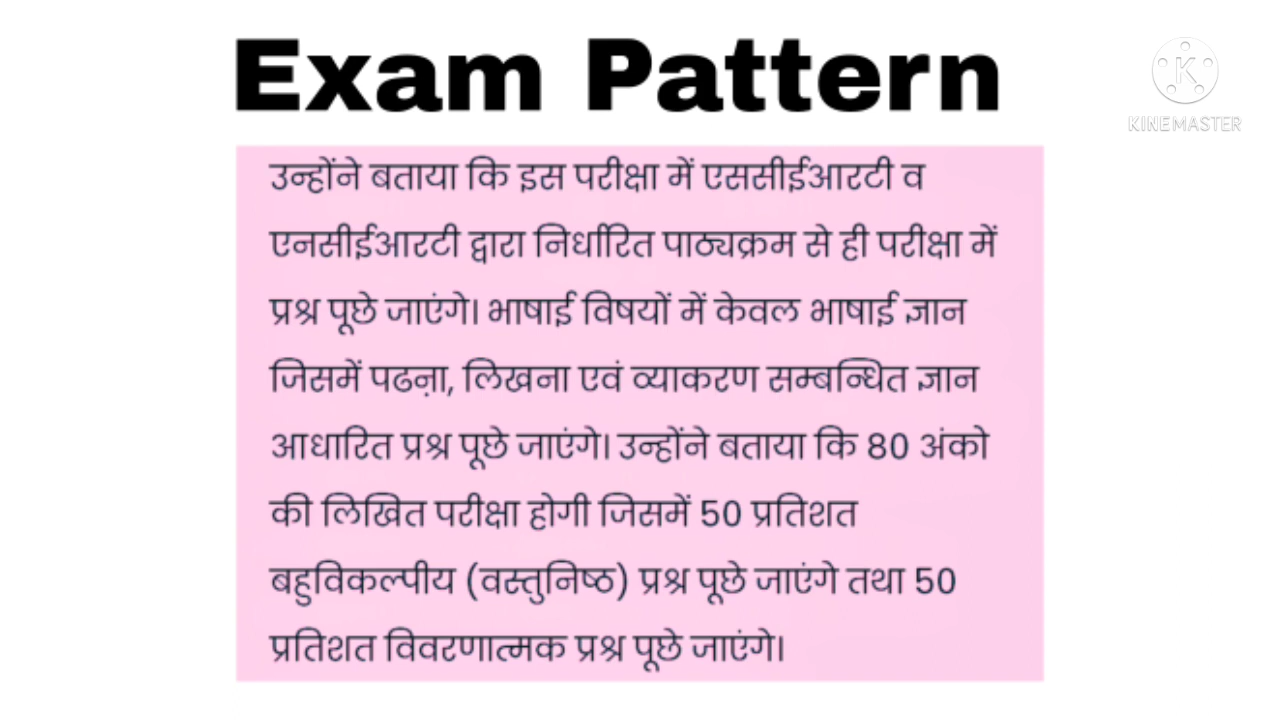 Exam Pattern
KINEMASTER
उन्होंने बताया कि इस परीक्षा में एससीईआरटी व
एनसीईआरटी द्वारा निर्धारित पाठ्यक्रम से ही परीक्षा में
प्रश्न पूछे जाएंगे। भाषाई विषयों में केवल भाषाई ज्ञान
जिसमें पढऩा, लिखना एवं व्याकरण सम्बन्धित ज्ञान
आधारित प्रश्न पूछे जाएंगे। उन्होंने बताया कि 80 अंको
की लिखित परीक्षा होगी जिसमें 50 प्रतिशत
बहुविकल्पीय (वस्तुनिष्ठ) प्रश्न पूछे जाएंगे तथा 50
प्रतिशत विवरणात्मक प्रश्न पूछे जाएंगे।